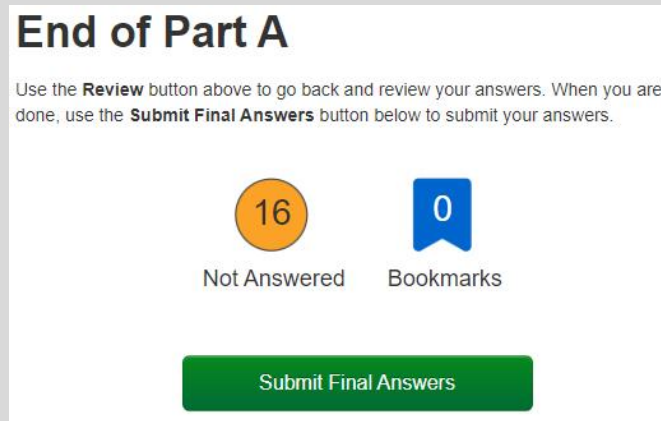 End of Part A
Use the Review button above to go back and review your answers. When you are
done, use the Submit Final Answers button below to submit your answers.
16
0
Not Answered
Bookmarks
Submit Final Answers